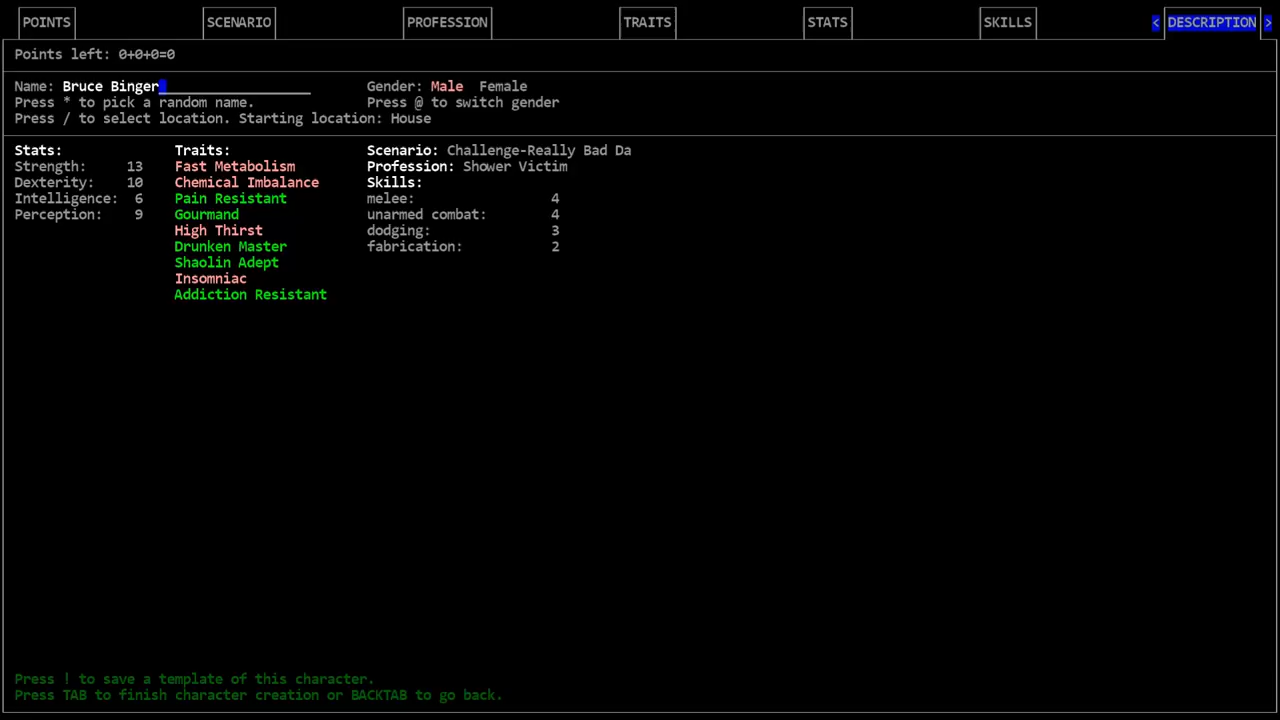 POINTS SCENARIO PROFESSION TRAITS STATS SKILLS < DESCRIPTION >
Points left: 0+0+0=0
Name: Bruce Binger Gender: Male Female
Press * to pick a random name. Press @ to switch gender
Press / to select location. Starting location: House
Stats: Traits: Scenario: Challenge-Really Bad Da
Strength: 13 Fast Metabolism Profession: Shower Victim
Dexterity: 10 Chemical Imbalance Skills:
Intelligence: 6 Pain Resistant melee: 4
Perception: 9 Gourmand unarmed combat: 4
High Thirst dodging: 3
Drunken Master fabrication: 2
Shaolin Adept
Insomniac
Addiction Resistant
Press ! to save a template of this character.
Press TAB to finish character creation or BACKTAB to go back.